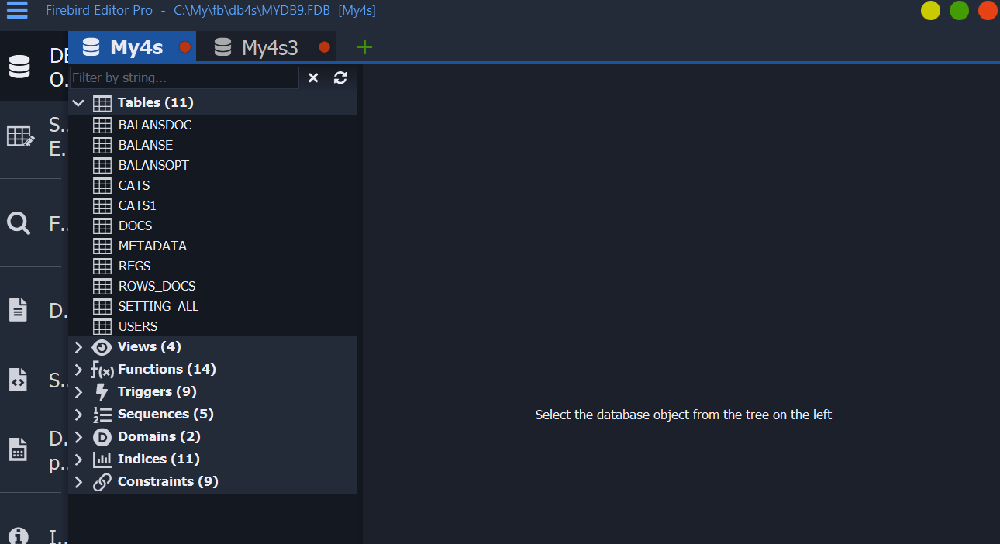 Firebird Editor Pro - C:\My\fb\db4s\MYDB9.FDB [My4s]
My4s
My4s3
+
DE
O.
S..
E.
F..
D.
S..
D.
p..
I..
Filter by string...
Tables (11)
BALANSDOC
BALANSE
BALANSOPT
CATS
CATS1
DOCS
METADATA
REGS
ROWS_DOCS
SETTING_ALL
USERS
Views (4)
f(x) Functions (14)
Triggers (9)
Sequences (5)
D Domains (2)
Indices (11)
Constraints (9)
Select the database object from the tree on the left